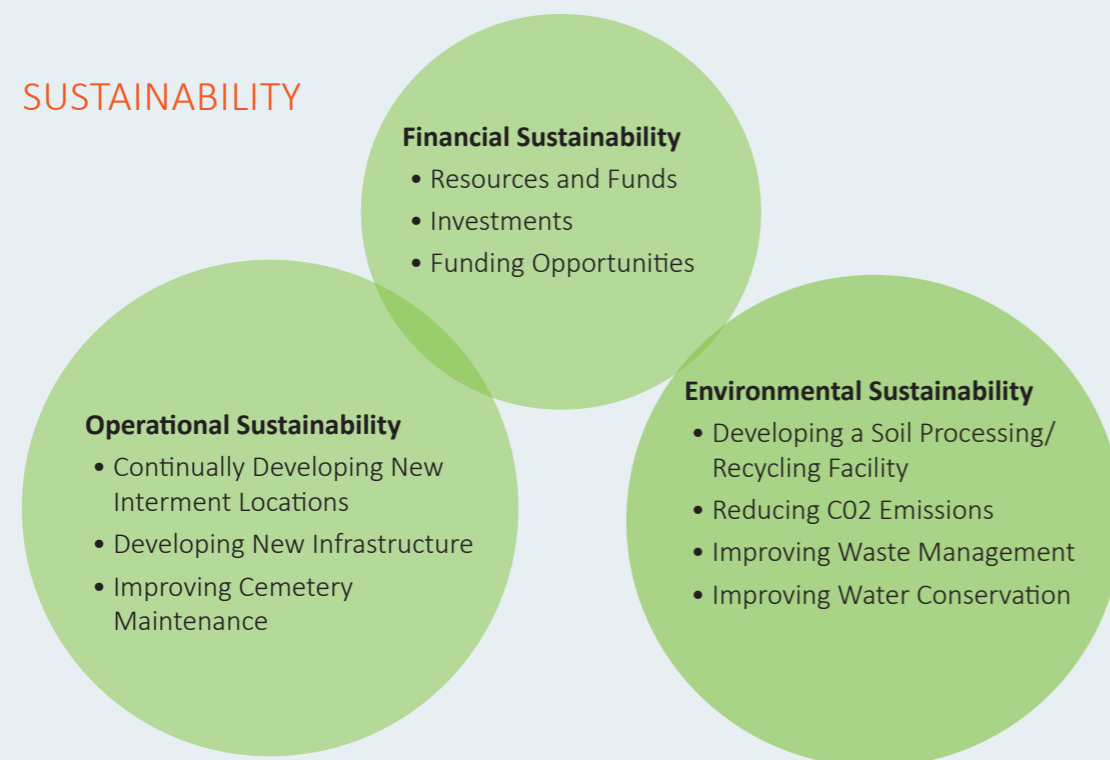 SUSTAINABILITY
Financial Sustainability
• Resources and Funds
• Investments
• Funding Opportunities
Operational Sustainability
• Continually Developing New
Interment Locations
• Developing New Infrastructure
• Improving Cemetery
Maintenance
Environmental Sustainability
• Developing a Soil Processing/
Recycling Facility
• Reducing C02 Emissions
• Improving Waste Management
• Improving Water Conservation